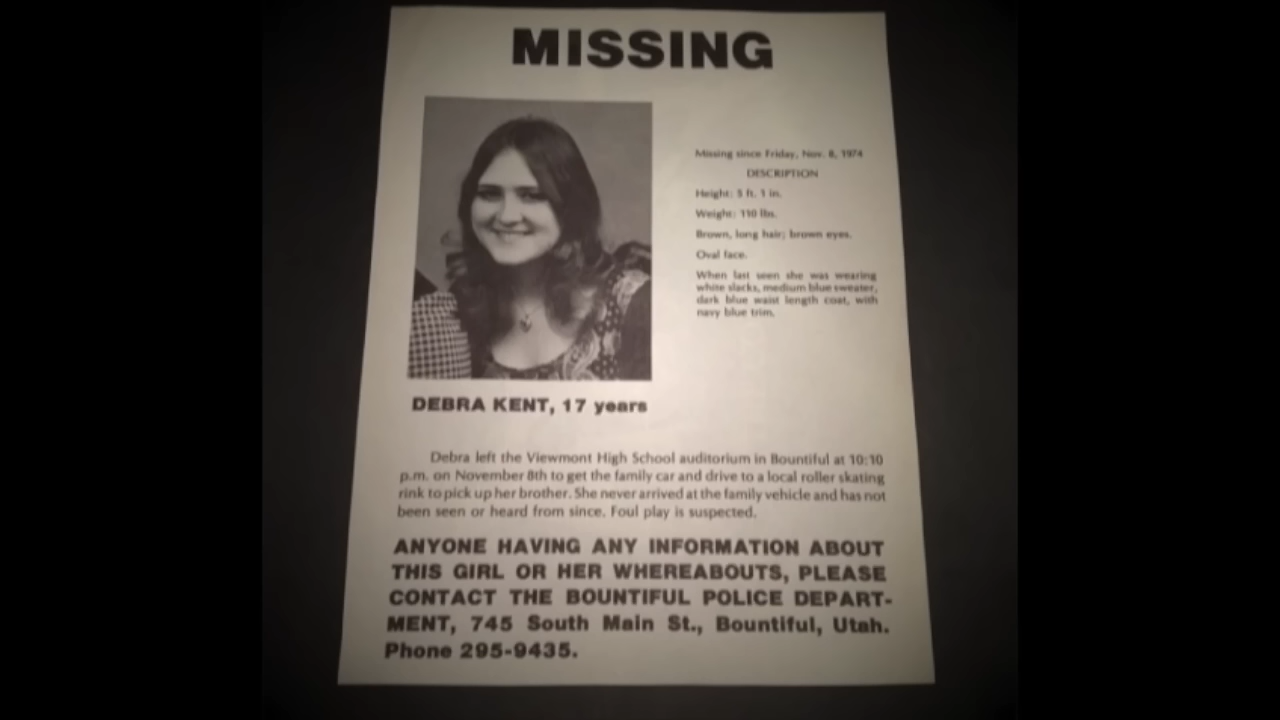 MISSING
Missing since Friday, Nov. 8, 1974
DESCRIPTION
Height: 5 ft. 1 in.
Weight: 110 lbs.
Brown, long hair; brown eyes.
Oval face.
When last seen she was wearing
white slacks, medium blue sweater,
dark blue waist length coat, with
navy blue trim.
DEBRA KENT, 17 years
Debra left the Viewmont High School auditorium in Bountiful at 10:10
p.m. on November 8th to get the family car and drive to a local roller skating
rink to pick up her brother. She never arrived at the family vehicle and has not
been seen or heard from since. Foul play is suspected.
ANYONE HAVING ANY INFORMATION ABOUT
THIS GIRL OR HER WHEREABOUTS, PLEASE
CONTACT THE BOUNTIFUL POLICE DEPART-
MENT, 745 South Main St., Bountiful, Utah.
Phone 295-9435.